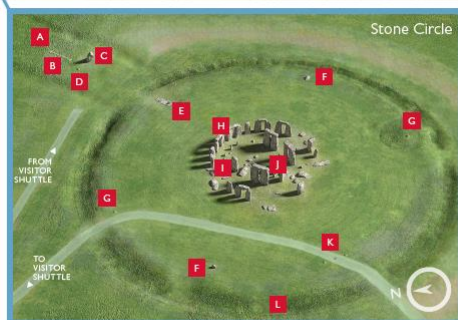 Stone Circle
A
B
C
D
F
E
G
H
I
J
FROM
VISITOR
SHUTTLE
G
K
TO
VISITOR
SHUTTLE
F
N
L